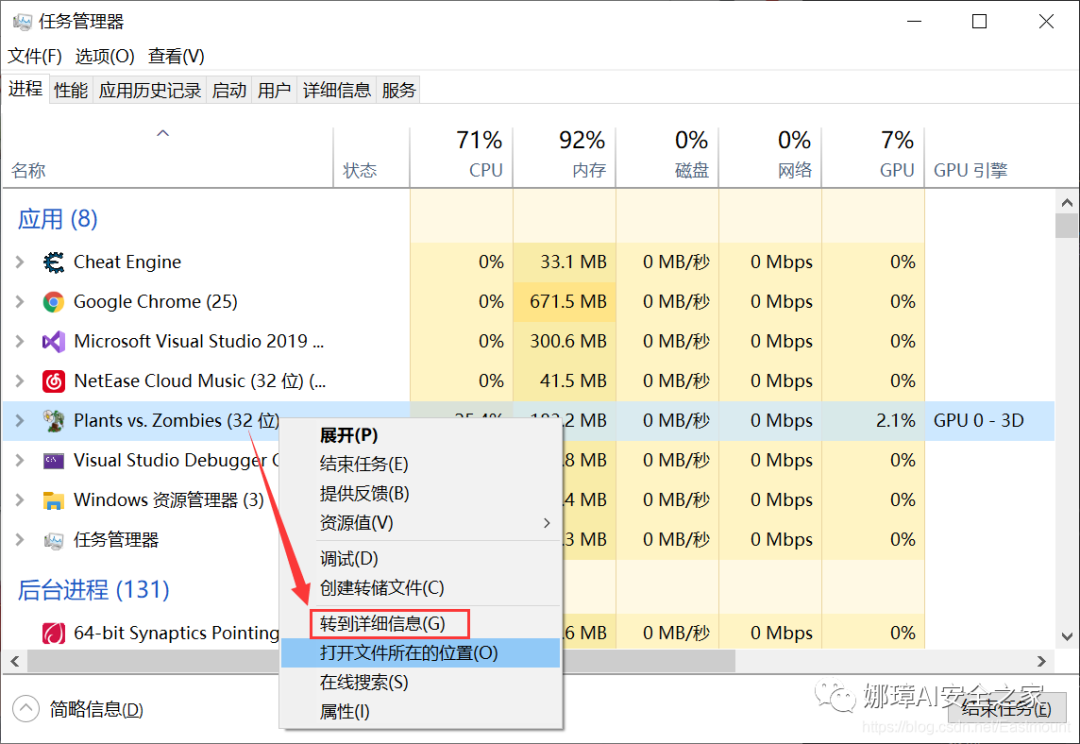 任务管理器
文件(F) 选项(O) 查看(V)
进程 性能 应用历史记录 启动 用户 详细信息 服务
71% 92% 0% 0% 7%
名称 状态 CPU 内存 磁盘 网络 GPU GPU 引擎
应用 (8)
Cheat Engine 0% 33.1 MB 0 MB/秒 0 Mbps 0%
Google Chrome (25) 0% 671.5 MB 0 MB/秒 0 Mbps 0%
Microsoft Visual Studio 2019 ... 0% 300.6 MB 0 MB/秒 0 Mbps 0%
NetEase Cloud Music (32 位) (... 0% 41.5 MB 0 MB/秒 0 Mbps 0%
Plants vs. Zombies (32 位) .2 MB 0 MB/秒 0 Mbps 2.1% GPU 0 - 3D
Visual Studio Debugger .8 MB 0 MB/秒 0 Mbps 0%
Windows 资源管理器 (3) .4 MB 0 MB/秒 0 Mbps 0%
任务管理器 .3 MB 0 MB/秒 0 Mbps 0%
后台进程 (131)
64-bit Synaptics Pointing .6 MB 0 MB/秒 0 Mbps 0%
展开(P)
结束任务(E)
提供反馈(B)
资源值(V)
调试(D)
创建转储文件(C)
转到详细信息(G)
打开文件所在的位置(O)
在线搜索(S)
属性(I)
简略信息(D)
结束任务(E)
娜璋AI安全之家
https://blog.csdn.net/Eastmount